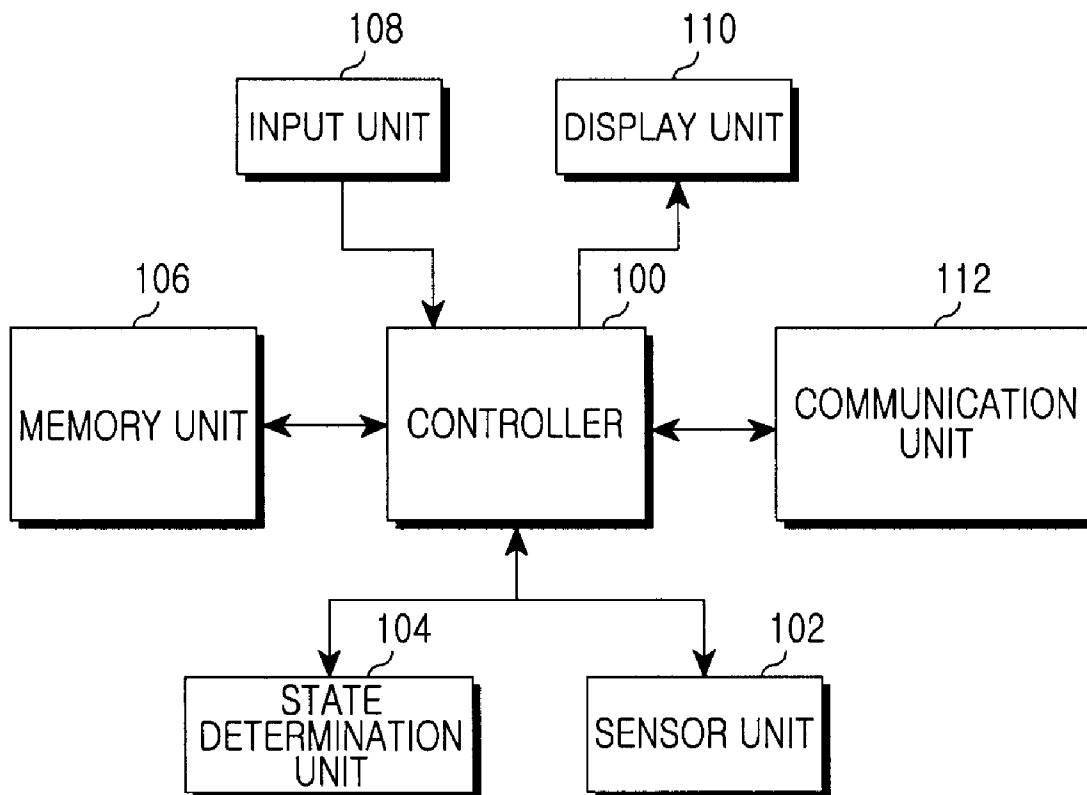 108
110
INPUT UNIT
DISPLAY UNIT
106
100
112
MEMORY UNIT
CONTROLLER
COMMUNICATION
UNIT
104
102
STATE
DETERMINATION
UNIT
SENSOR UNIT